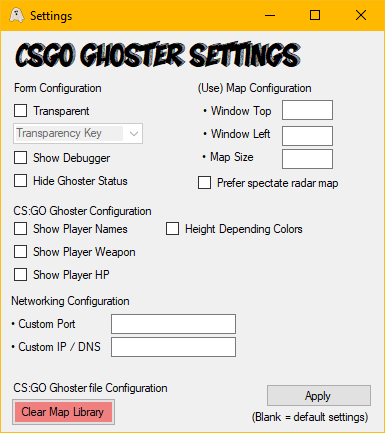 Settings
CSGO GHOSTER SETTINGS
Form Configuration
Transparent
Transparency Key
Show Debugger
Hide Ghoster Status
(Use) Map Configuration
• Window Top
• Window Left
• Map Size
Prefer spectate radar map
CS:GO Ghoster Configuration
Show Player Names
Height Depending Colors
Show Player Weapon
Show Player HP
Networking Configuration
• Custom Port
• Custom IP / DNS
CS:GO Ghoster file Configuration
Clear Map Library
Apply
(Blank = default settings)